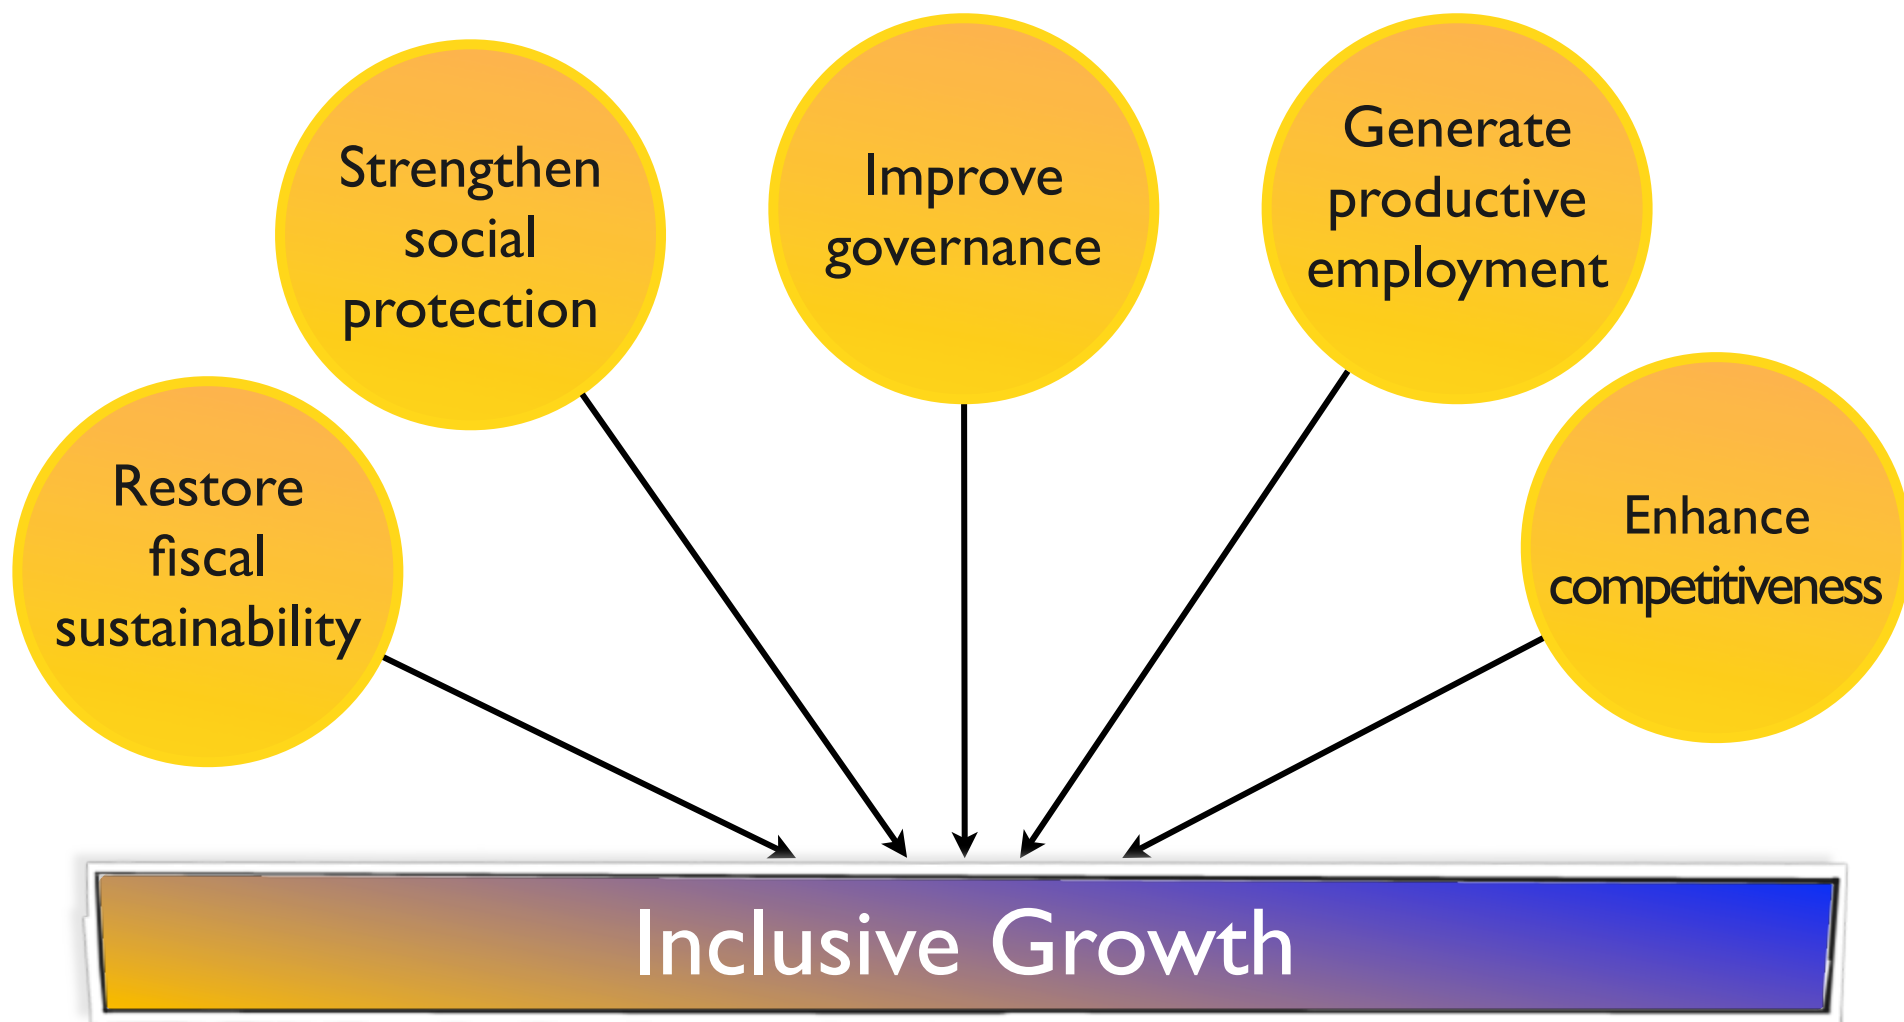 Restore
fiscal
sustainability
Strengthen
social
protection
Improve
governance
Generate
productive
employment
Enhance
competitiveness
Inclusive Growth